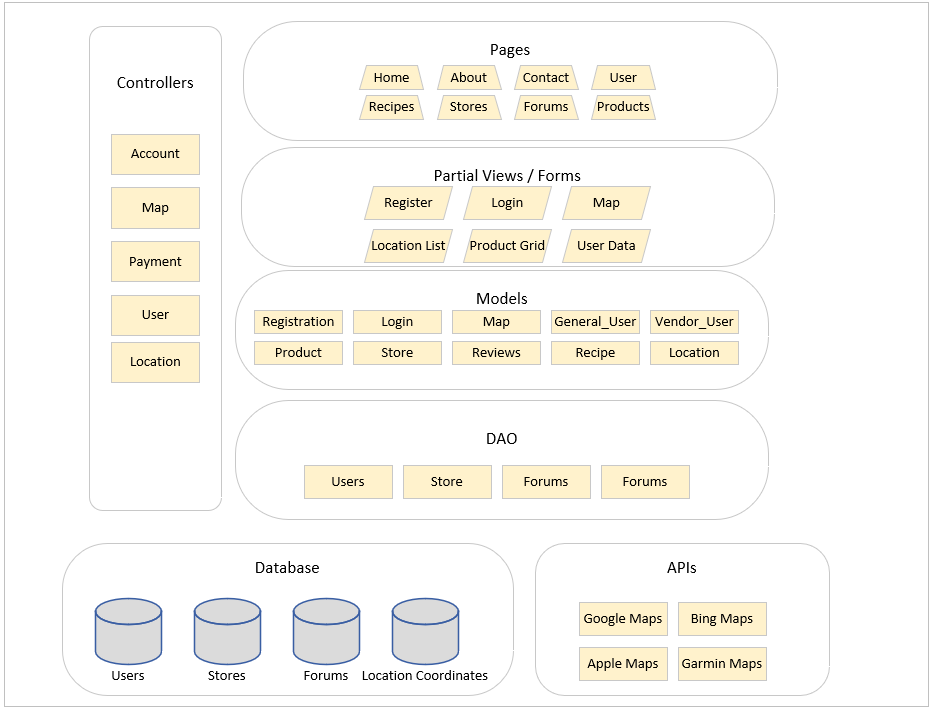 Controllers
Account
Map
Payment
User
Location
Pages
Home About Contact User
Recipes Stores Forums Products
Partial Views / Forms
Register Login Map
Location List Product Grid User Data
Models
Registration Login Map General_User Vendor_User
Product Store Reviews Recipe Location
DAO
Users Store Forums Forums
Database
Users Stores Forums Location Coordinates
APIs
Google Maps Bing Maps
Apple Maps Garmin Maps